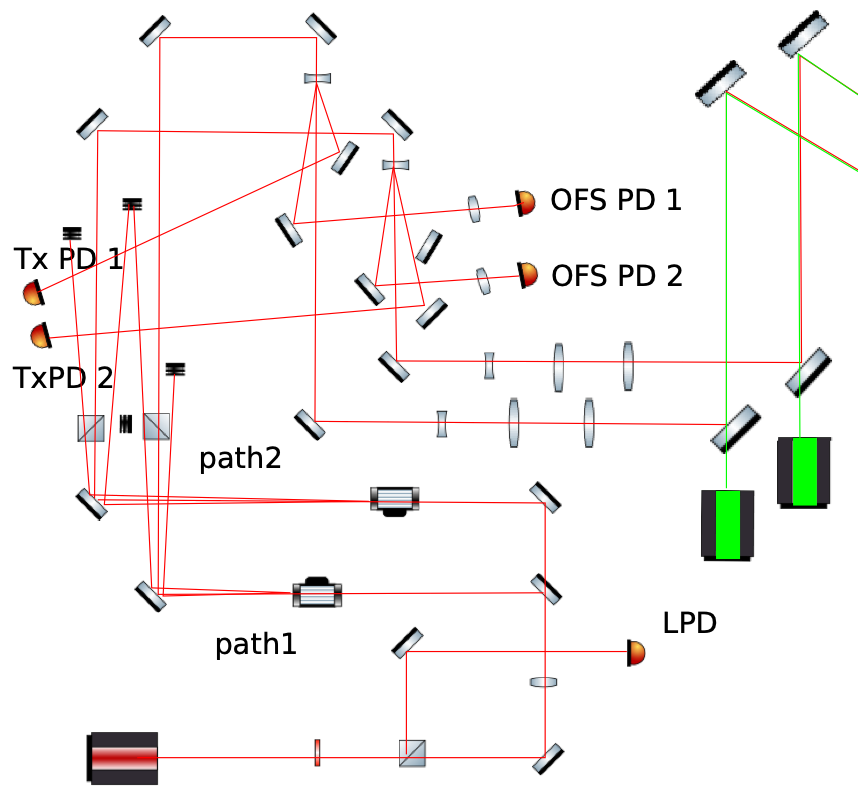 OFS PD 1
Tx PD 1
OFS PD 2
TxPD 2
path2
LPD
path1